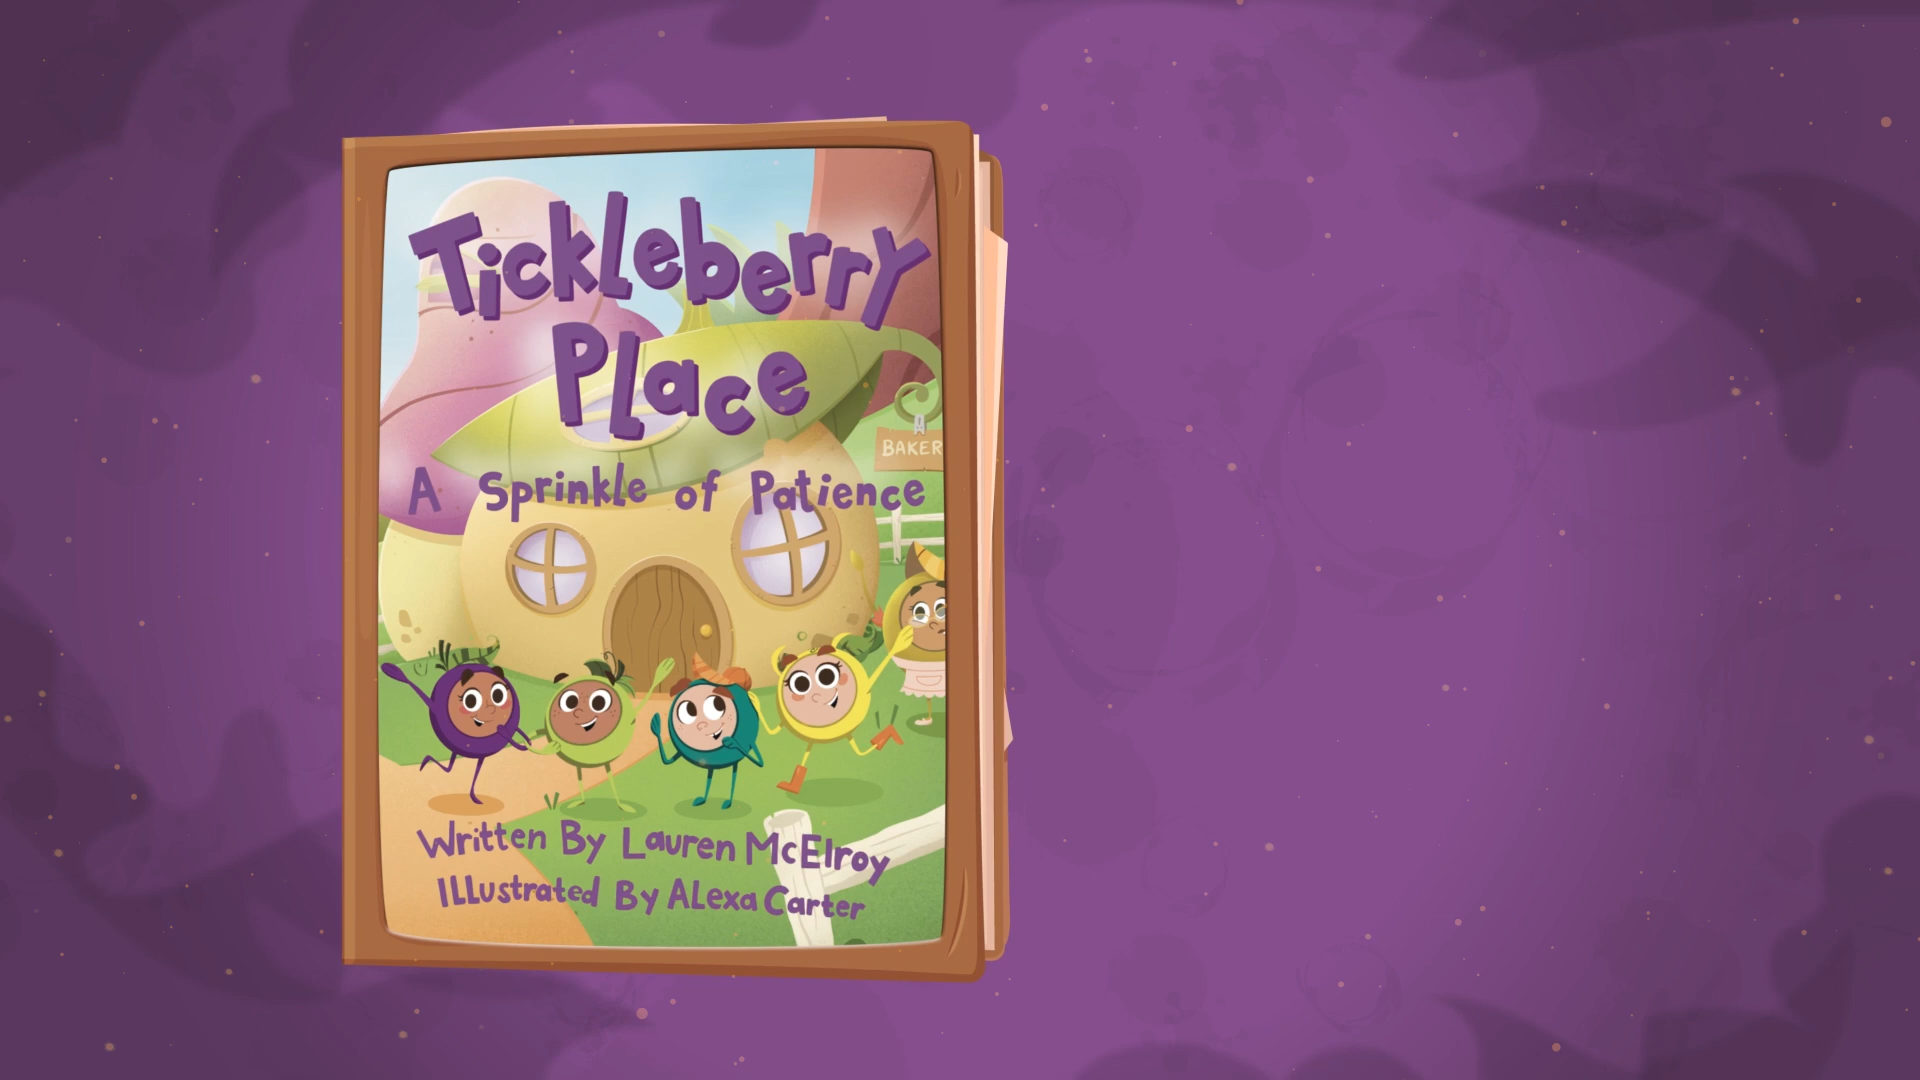 Tickleberry
Place
A Sprinkle of Patience
BAKER
Written By Lauren McElroy
Illustrated By Alexa Carter